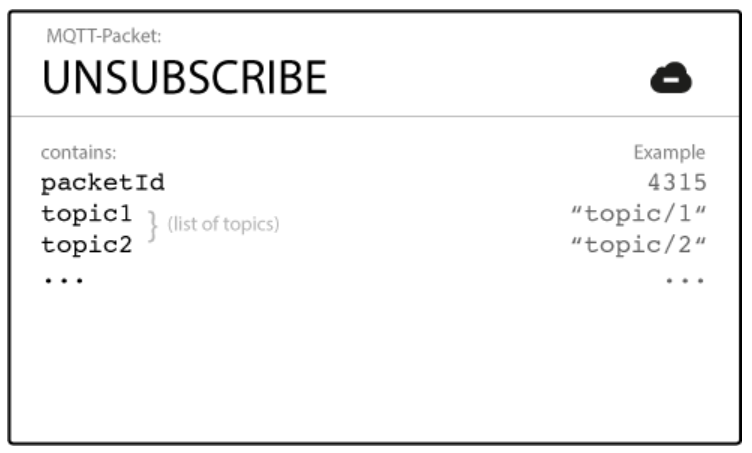 MQTT-Packet:
UNSUBSCRIBE
contains: Example
packetId 4315
topic1 } (list of topics) “topic/1“
topic2 “topic/2“
... ...